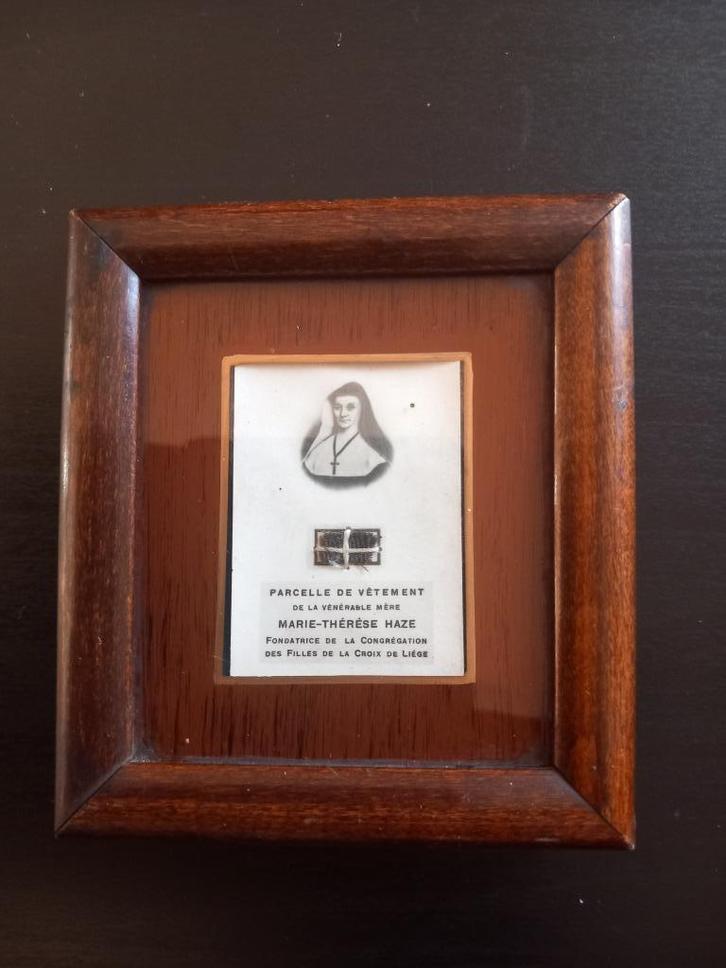 PARCELLE DE VÊTEMENT
DE LA VÉNÉRABLE MÈRE
MARIE-THÉRÈSE HAZE
FONDATRICE DE LA CONGRÉGATION
DES FILLES DE LA CROIX DE LIÉGE